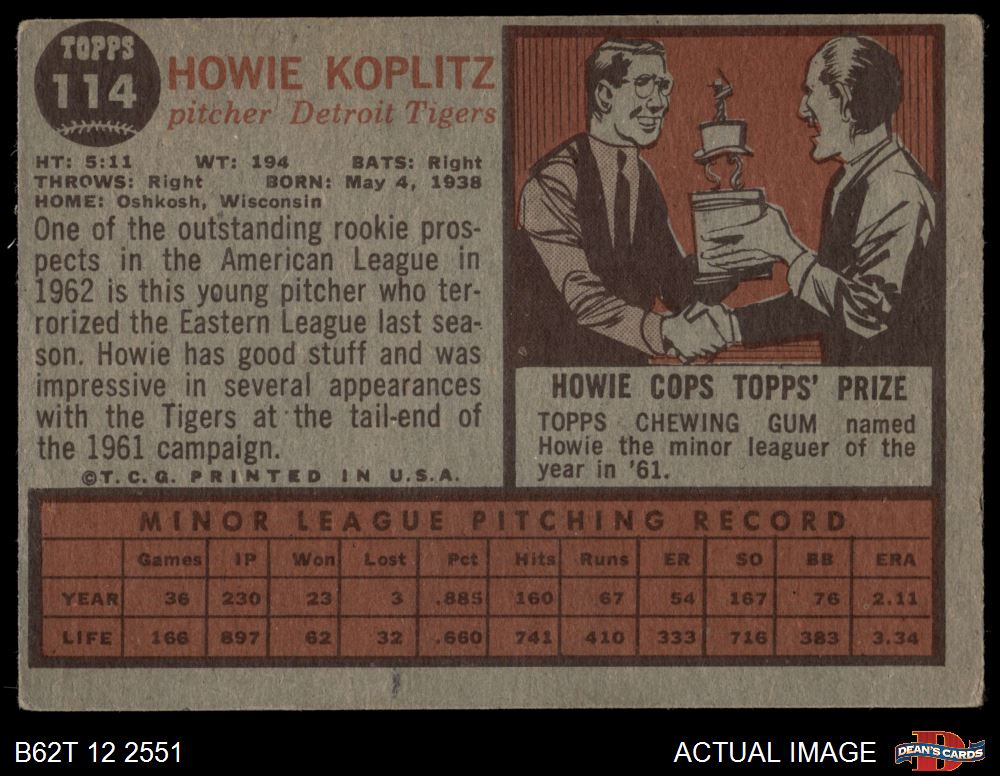 TOPPS
114
HOWIE KOPLITZ
pitcher Detroit Tigers
HT: 5:11 WT: 194 BATS: Right
THROWS: Right BORN: May 4, 1938
HOME: Oshkosh, Wisconsin
One of the outstanding rookie pros-
pects in the American League in
1962 is this young pitcher who ter-
rorized the Eastern League last sea-
son. Howie has good stuff and was
impressive in several appearances
with the Tigers at the tail-end of
the 1961 campaign.
©T.C.G. PRINTED IN U.S.A.
HOWIE COPS TOPPS' PRIZE
TOPPS CHEWING GUM named
Howie the minor leaguer of the
year in '61.
MINOR LEAGUE PITCHING RECORD
Games IP Won Lost Pct Hits Runs ER SO BB ERA
YEAR 36 230 23 3 .885 160 67 54 167 76 2.11
LIFE 166 897 62 32 .660 741 410 333 716 383 3.34
B62T 12 2551
ACTUAL IMAGE
DEAN'S CARDS